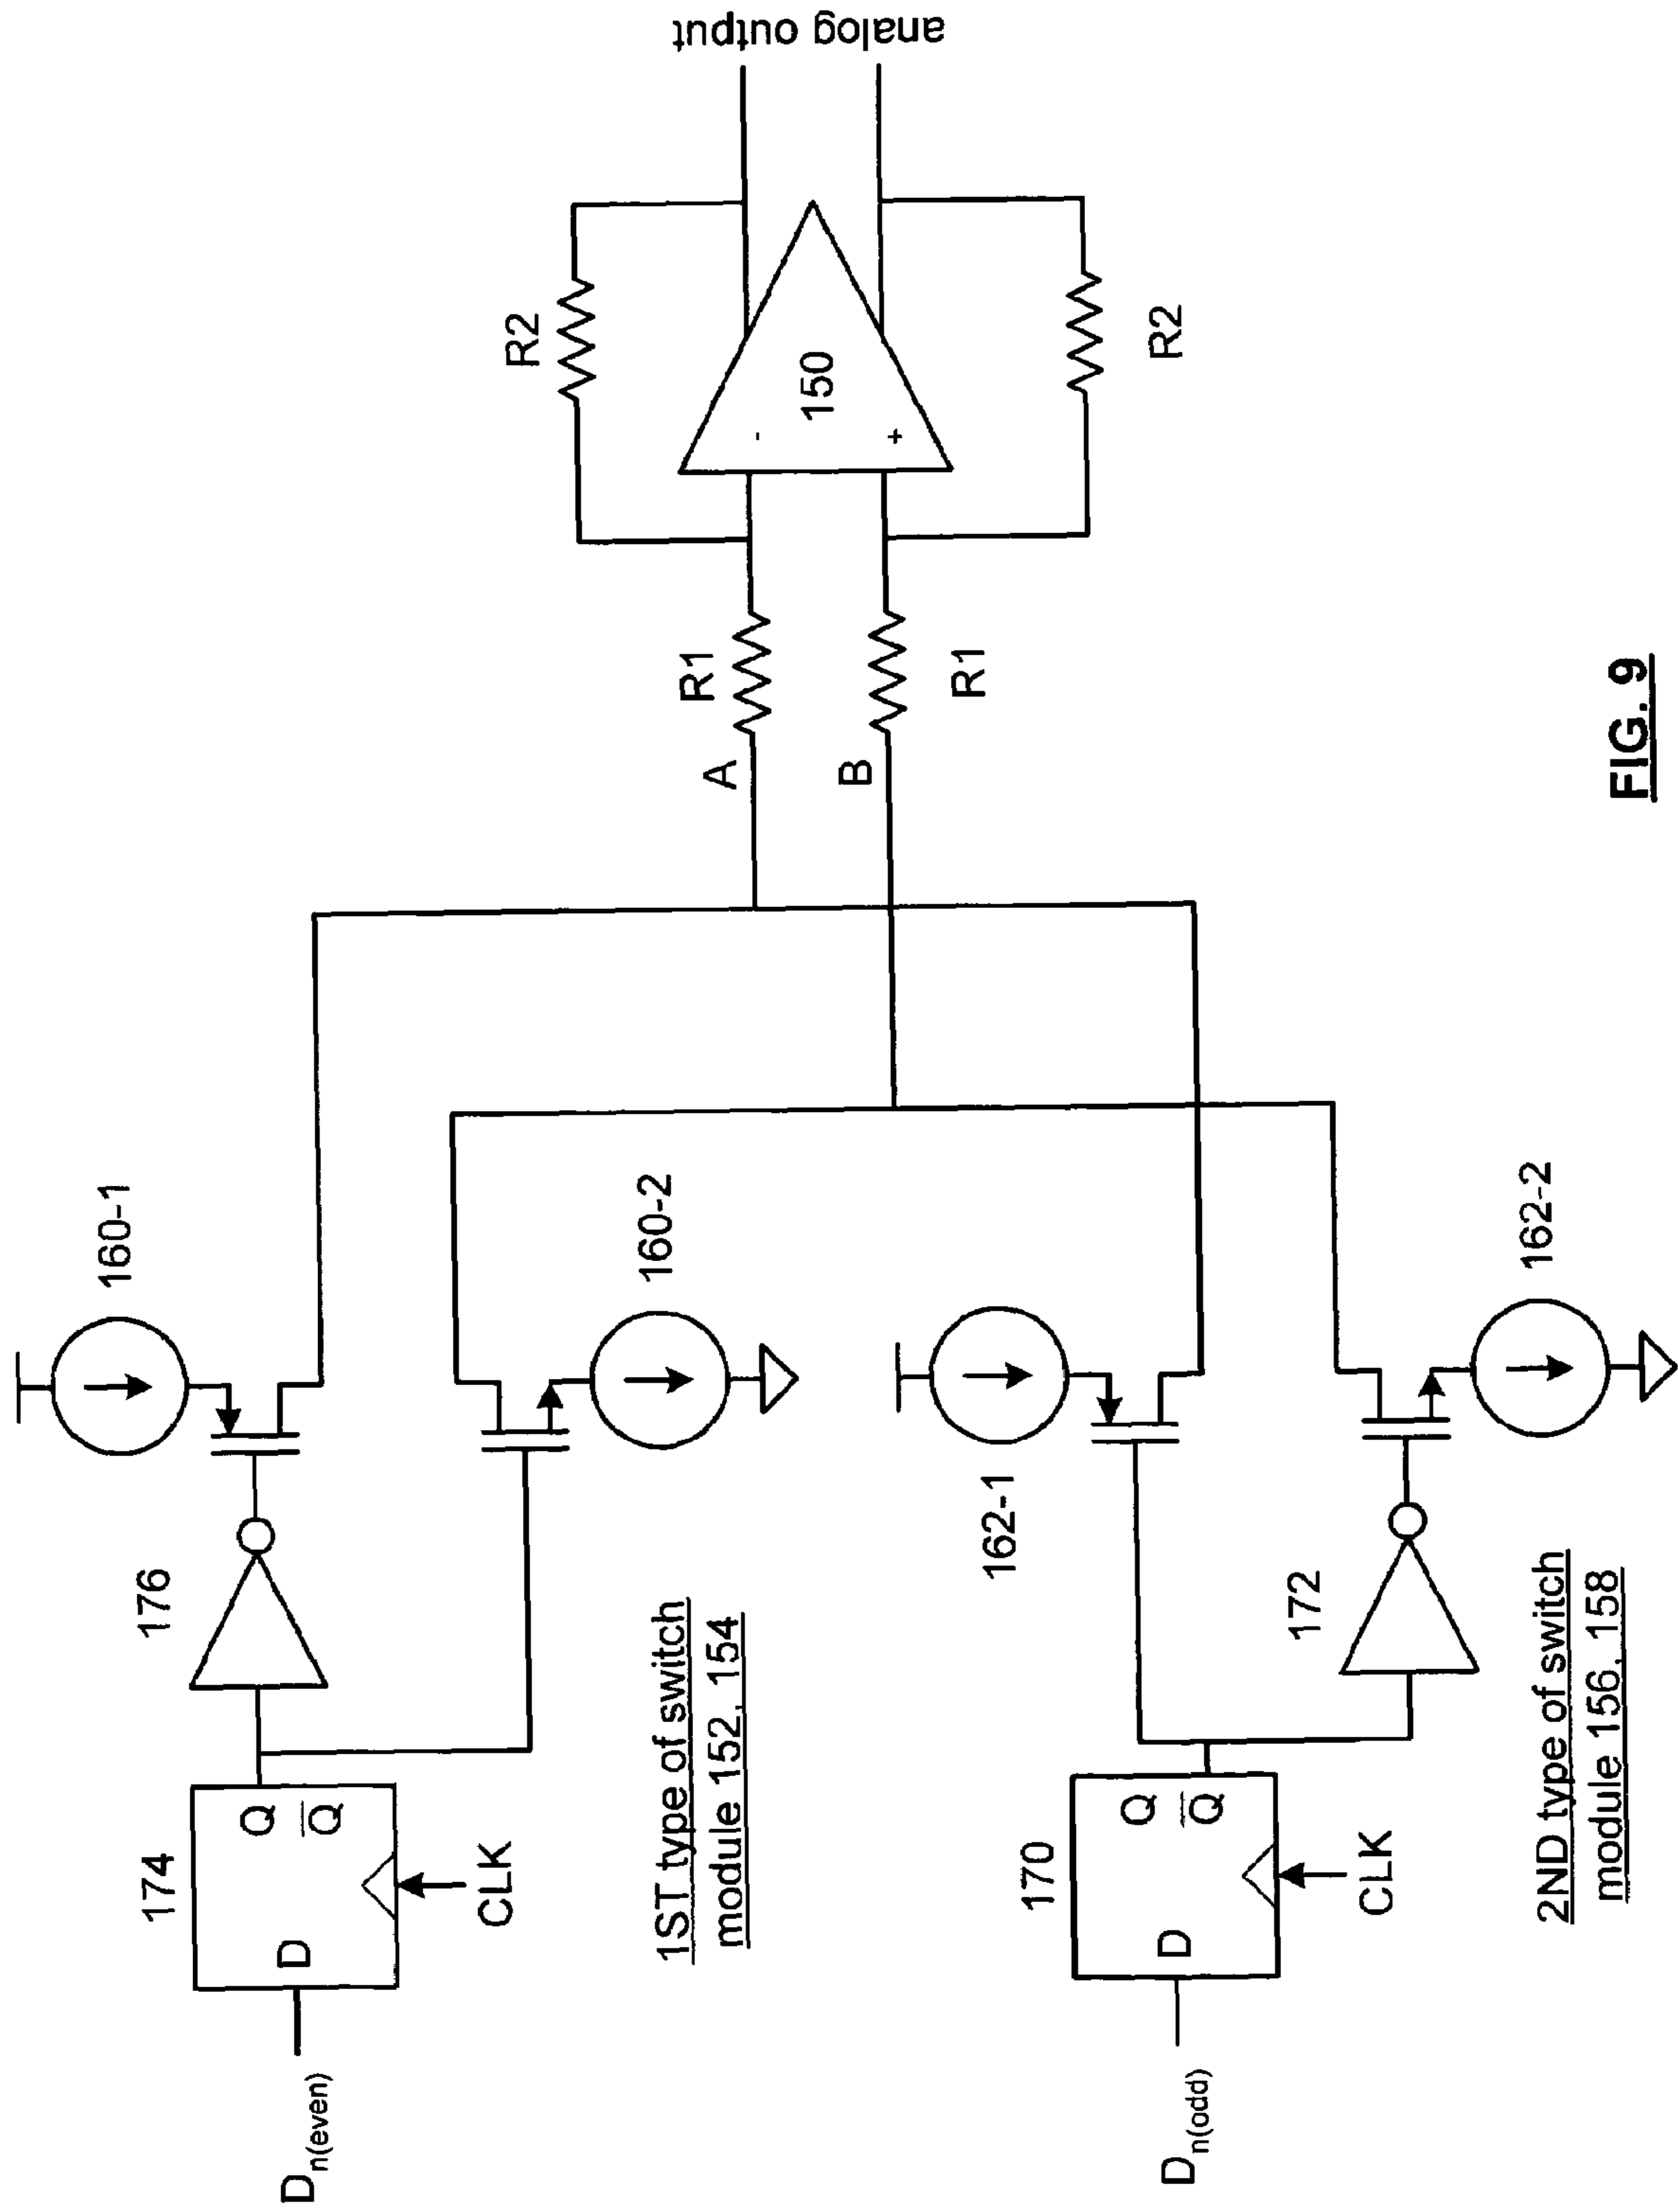 D_n(even)
174
D
Q
Q̅
CLK
176
160-1
160-2
1ST type of switch
module 152, 154
A
B
R1
R1
R2
R2
-
+
150
analog output
D_n(odd)
170
D
Q
Q̅
CLK
172
162-1
162-2
2ND type of switch
module 156, 158
FIG. 9